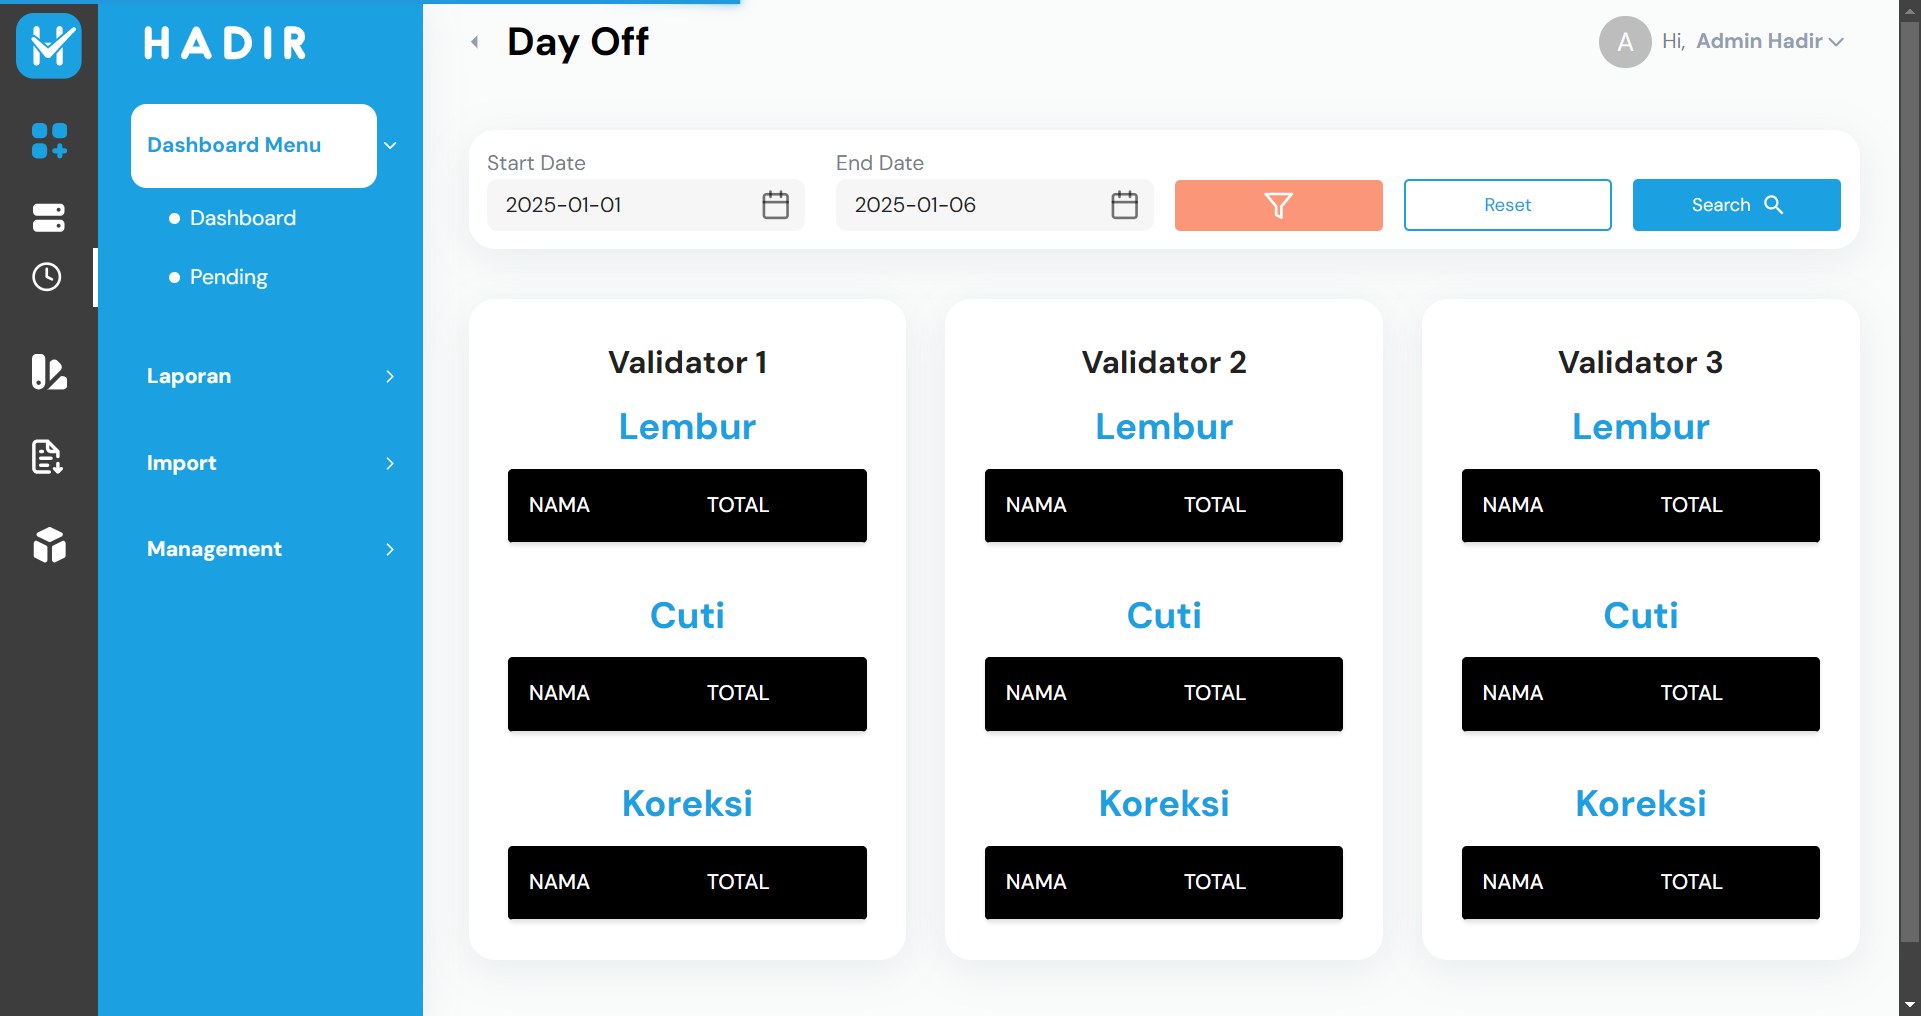 HADIR
Dashboard Menu
Dashboard
Pending
Laporan
Import
Management
Day Off
A Hi, Admin Hadir
Start Date
2025-01-01
End Date
2025-01-06
Reset
Search
Validator 1
Lembur
NAMA TOTAL
Cuti
NAMA TOTAL
Koreksi
NAMA TOTAL
Validator 2
Lembur
NAMA TOTAL
Cuti
NAMA TOTAL
Koreksi
NAMA TOTAL
Validator 3
Lembur
NAMA TOTAL
Cuti
NAMA TOTAL
Koreksi
NAMA TOTAL